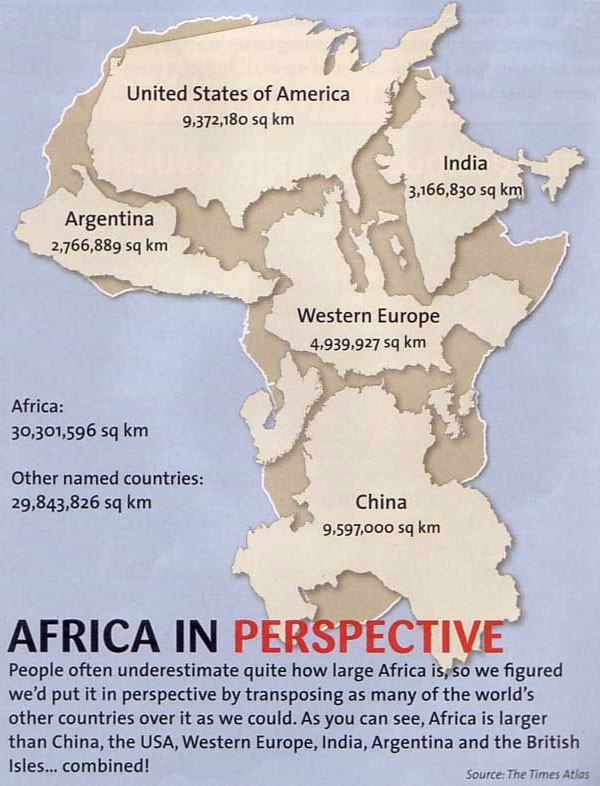 United States of America
9,372,180 sq km
India
3,166,830 sq km
Argentina
2,766,889 sq km
Western Europe
4,939,927 sq km
Africa:
30,301,596 sq km
Other named countries:
29,843,826 sq km
China
9,597,000 sq km
AFRICA IN PERSPECTIVE
People often underestimate quite how large Africa is, so we figured
we'd put it in perspective by transposing as many of the world's
other countries over it as we could. As you can see, Africa is larger
than China, the USA, Western Europe, India, Argentina and the British
Isles... combined!
Source: The Times Atlas